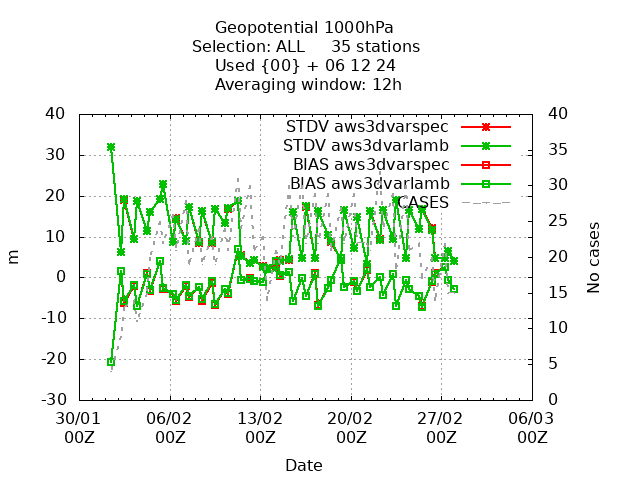 Geopotential 1000hPa
Selection: ALL 35 stations
Used {00} + 06 12 24
Averaging window: 12h
STDV aws3dvarspec
STDV aws3dvarlamb
BIAS aws3dvarspec
BIAS aws3dvarlamb
CASES
40
30
20
10
0
-10
-20
-30
m
40
35
30
25
20
15
10
5
0
No cases
30/01 06/02 13/02 20/02 27/02 06/03
00Z 00Z 00Z 00Z 00Z 00Z
Date